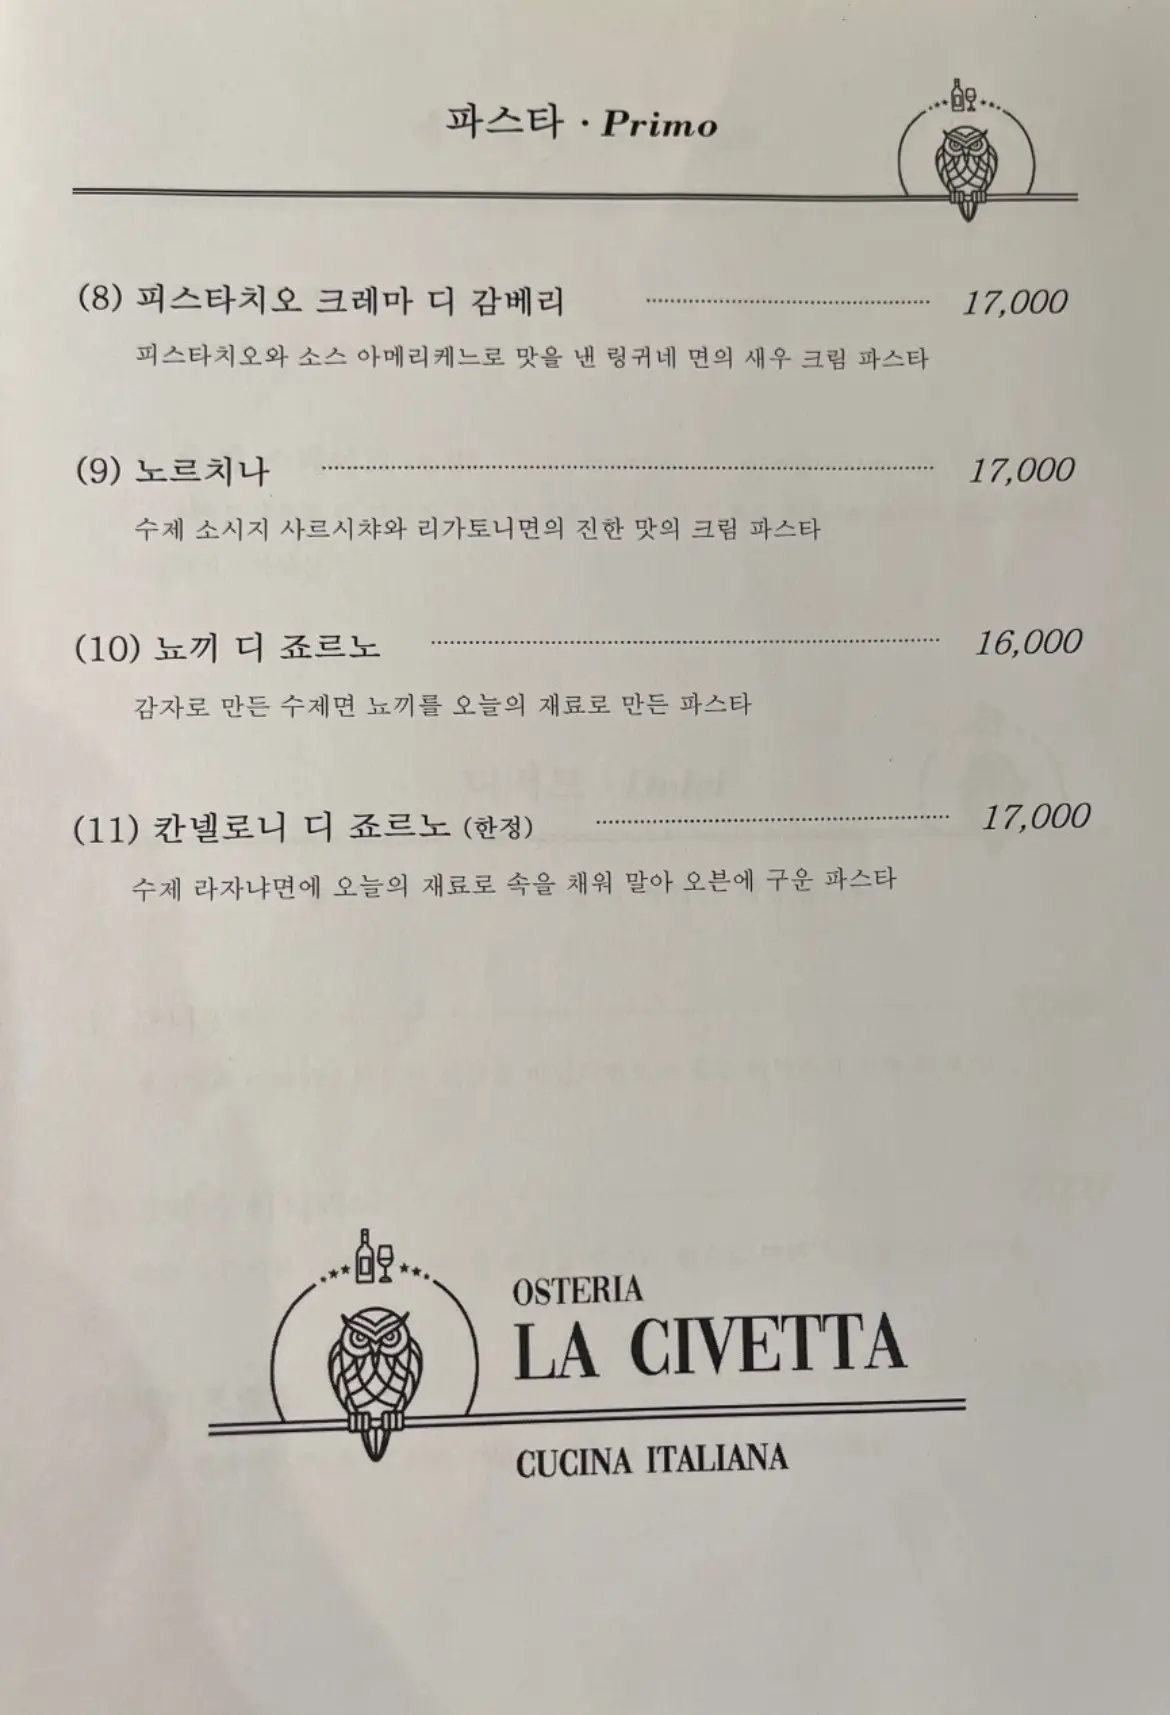 파스타 · Primo
(8) 피스타치오 크레마 디 감베리 17,000
피스타치오와 소스 아메리케느로 맛을 낸 링귀네 면의 새우 크림 파스타
(9) 노르치나 17,000
수제 소시지 사르시챠와 리가토니면의 진한 맛의 크림 파스타
(10) 뇨끼 디 죠르노 16,000
감자로 만든 수제면 뇨끼를 오늘의 재료로 만든 파스타
(11) 칸넬로니 디 죠르노 (한정) 17,000
수제 라자냐면에 오늘의 재료로 속을 채워 말아 오븐에 구운 파스타
OSTERIA
LA CIVETTA
CUCINA ITALIANA